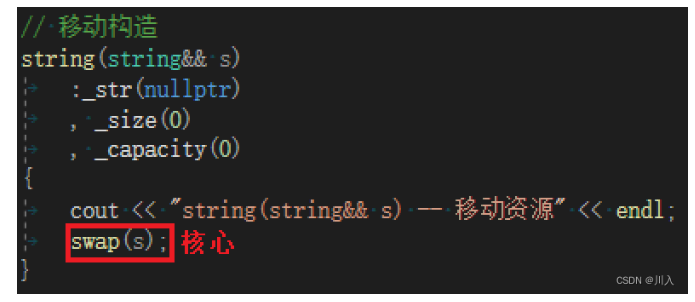 // 移动构造
string(string&& s)
:_str(nullptr)
, _size(0)
, _capacity(0)
{
cout << "string(string&& s) -- 移动资源" << endl;
swap(s); 核心
}
CSDN @川入